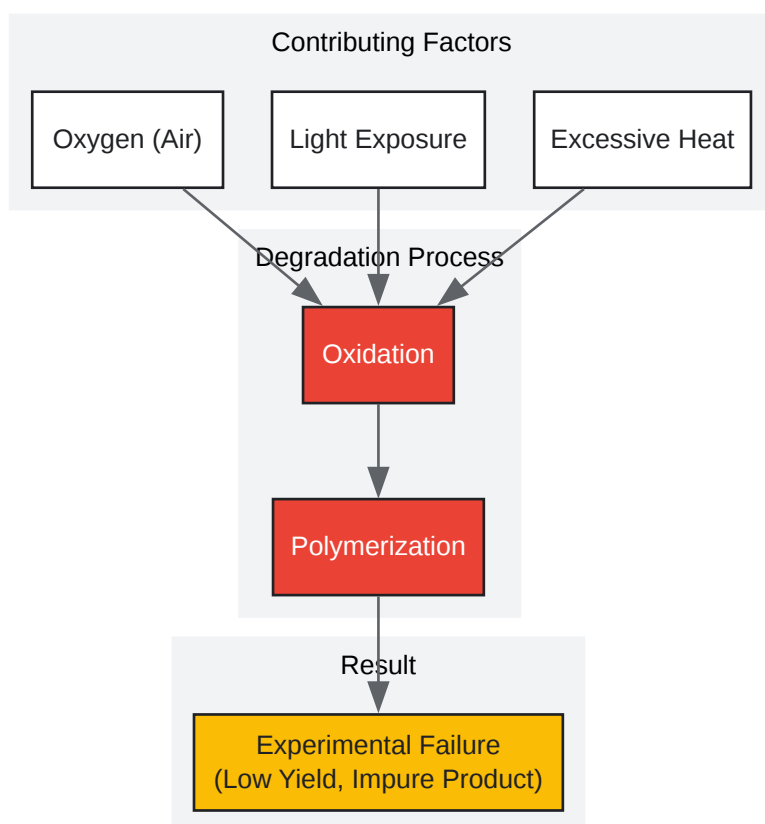 Contributing Factors
Oxygen (Air)
Light Exposure
Excessive Heat
Degradation Process
Oxidation
Polymerization
Result
Experimental Failure
(Low Yield, Impure Product)